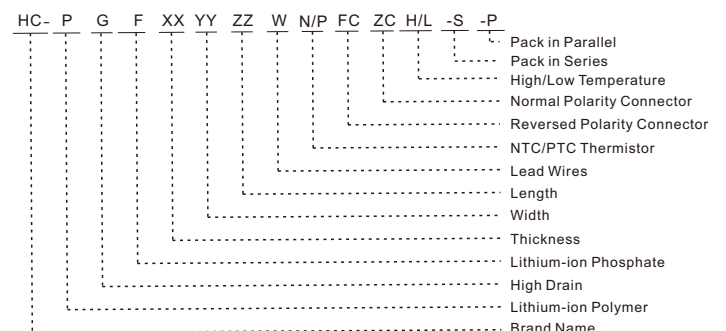 HC- P G F XX YY ZZ W N/P FC ZC H/L -S -P
Pack in Parallel
Pack in Series
High/Low Temperature
Normal Polarity Connector
Reversed Polarity Connector
NTC/PTC Thermistor
Lead Wires
Length
Width
Thickness
Lithium-ion Phosphate
High Drain
Lithium-ion Polymer
Brand Name